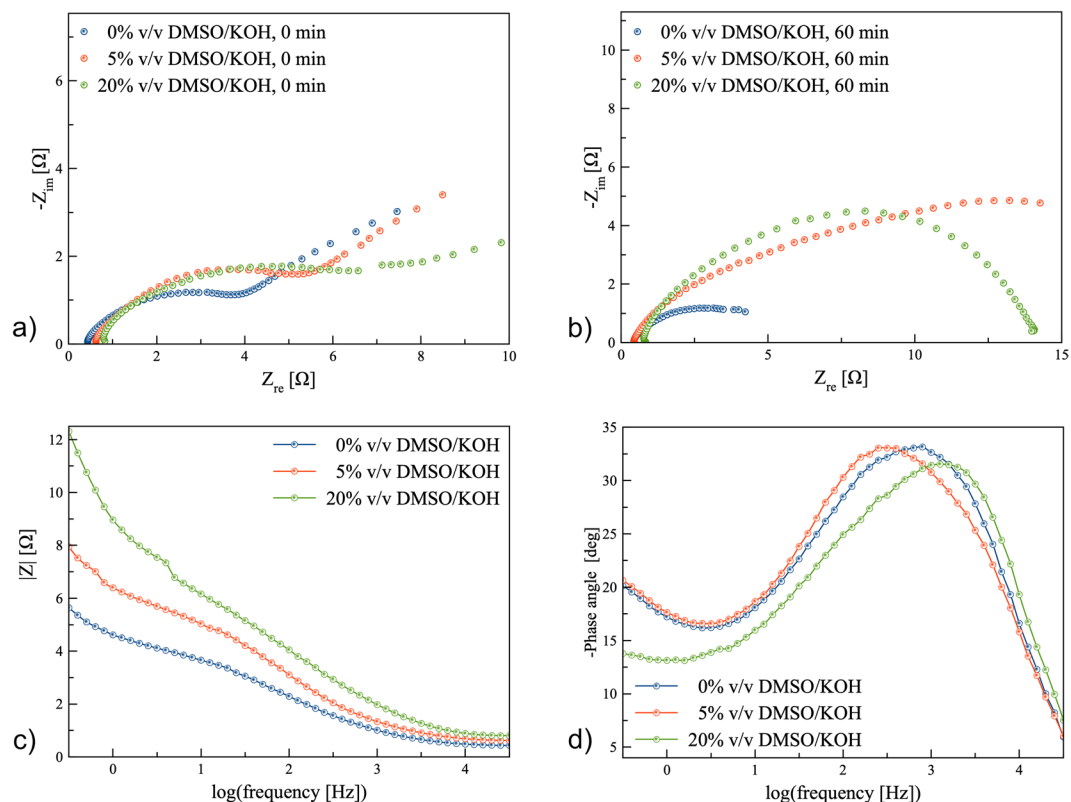 a)
0% v/v DMSO/KOH, 0 min
5% v/v DMSO/KOH, 0 min
20% v/v DMSO/KOH, 0 min
-Z_im [Ω]
6
4
2
0
0 2 4 6 8 10
Z_re [Ω]
b)
0% v/v DMSO/KOH, 60 min
5% v/v DMSO/KOH, 60 min
20% v/v DMSO/KOH, 60 min
-Z_im [Ω]
10
8
6
4
2
0
0 5 10 15
Z_re [Ω]
c)
0% v/v DMSO/KOH
5% v/v DMSO/KOH
20% v/v DMSO/KOH
|Z| [Ω]
12
10
8
6
4
2
0
0 1 2 3 4
log(frequency [Hz])
d)
0% v/v DMSO/KOH
5% v/v DMSO/KOH
20% v/v DMSO/KOH
-Phase angle [deg]
35
30
25
20
15
10
5
0 1 2 3 4
log(frequency [Hz])